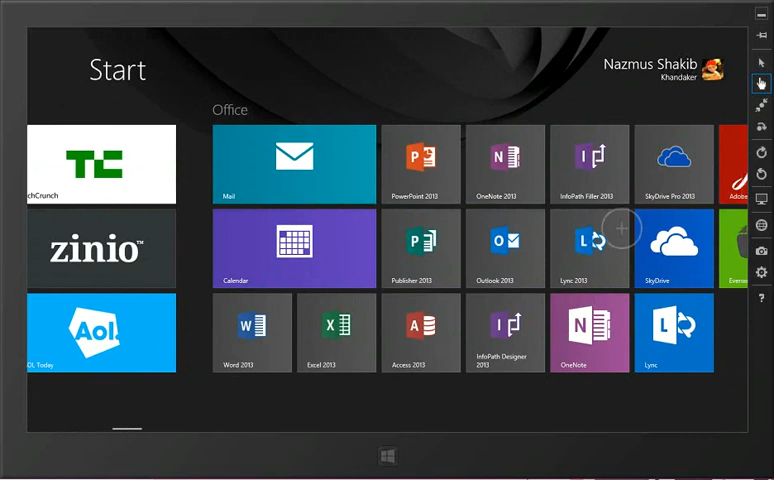 Start
Nazmus Shakib
Khandaker
Office
TC
chCrunch
Mail
P
PowerPoint 2013
N
OneNote 2013
I
InfoPath Filler 2013
SkyDrive Pro 2013
Adobe
zinio™
Calendar
P
Publisher 2013
O
Outlook 2013
L
Lync 2013
SkyDrive
Everno
Aol.
OL Today
W
Word 2013
X
Excel 2013
A
Access 2013
I
InfoPath Designer
2013
N
OneNote
L
Lync
?